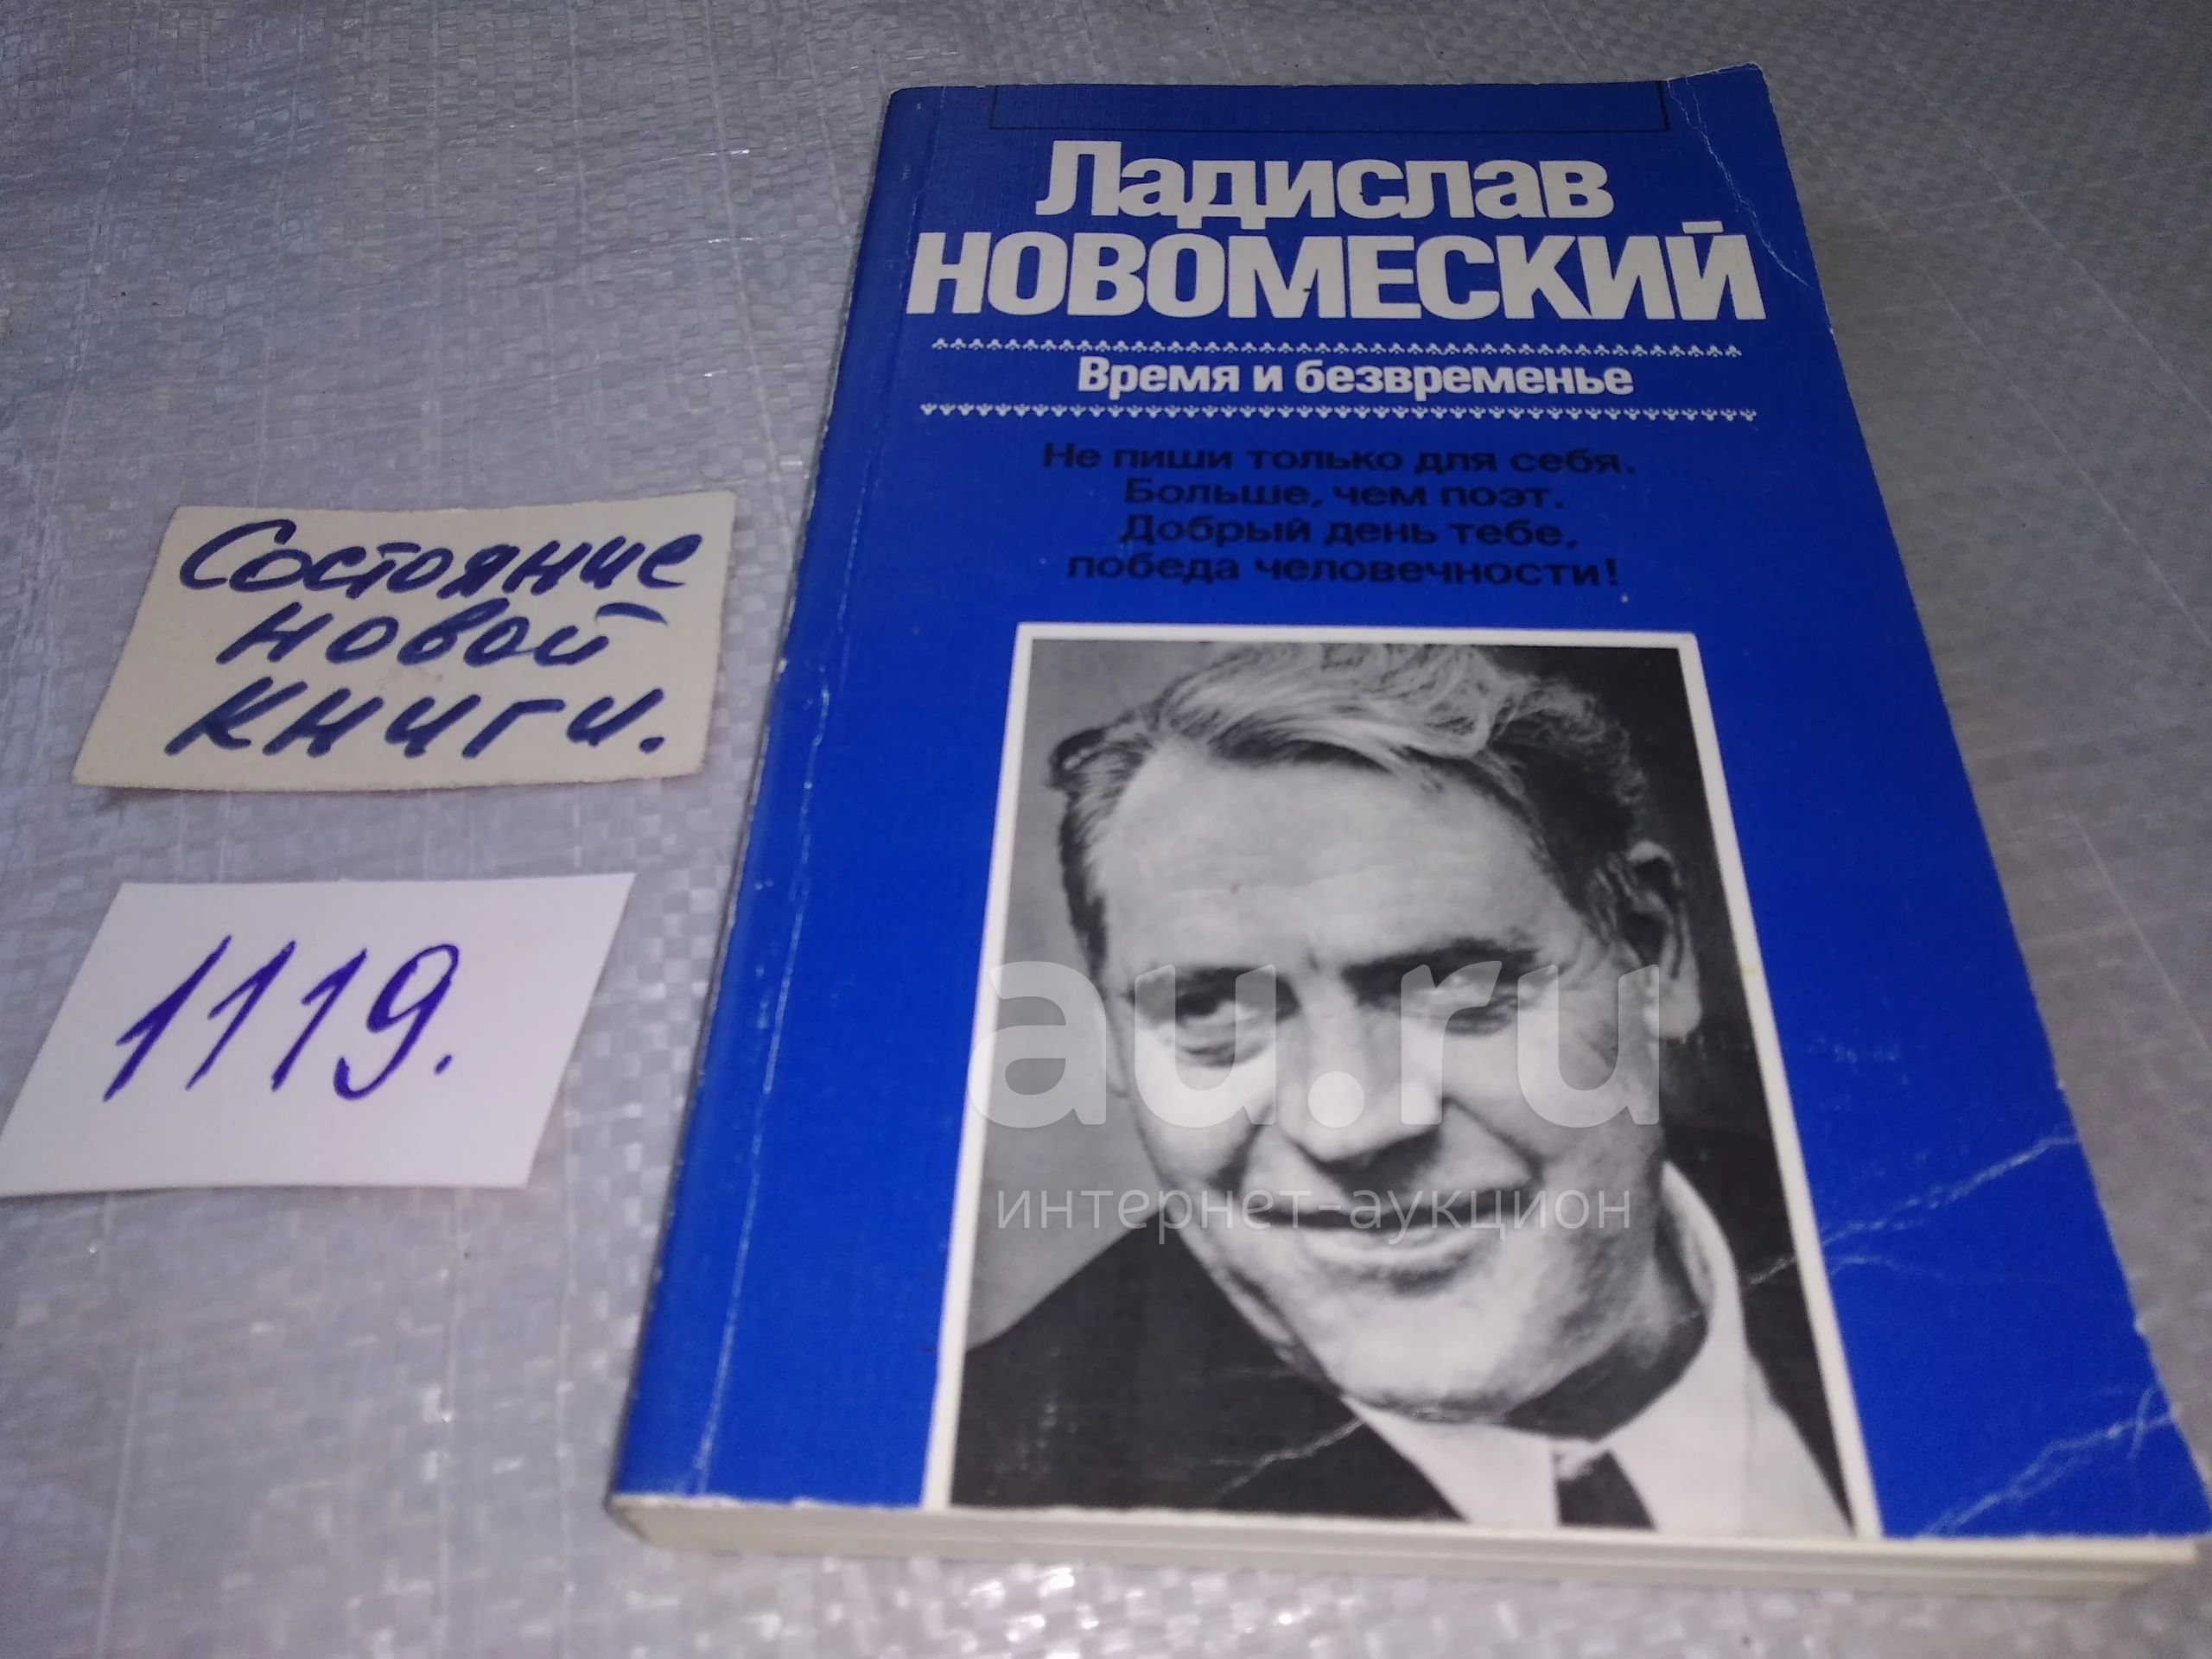 Ладислав
НОВОМЕСКИЙ
Время и безвременье
Не пиши только для себя.
Больше, чем поэт.
Добрый день тебе,
победа человечности!
Состояние
новой
книги.
1119.
au.ru
интернет-аукцион